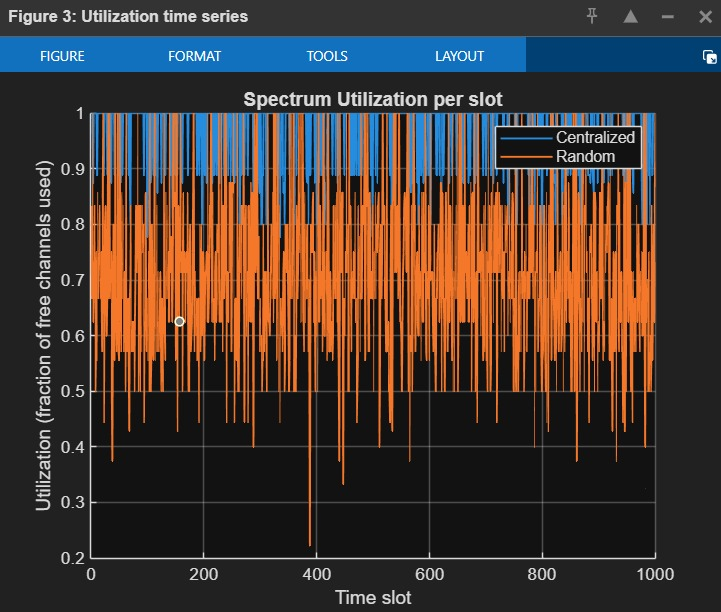 Figure 3: Utilization time series
FIGURE FORMAT TOOLS LAYOUT
Spectrum Utilization per slot
Centralized
Random
Utilization (fraction of free channels used)
1
0.9
0.8
0.7
0.6
0.5
0.4
0.3
0.2
0 200 400 600 800 1000
Time slot